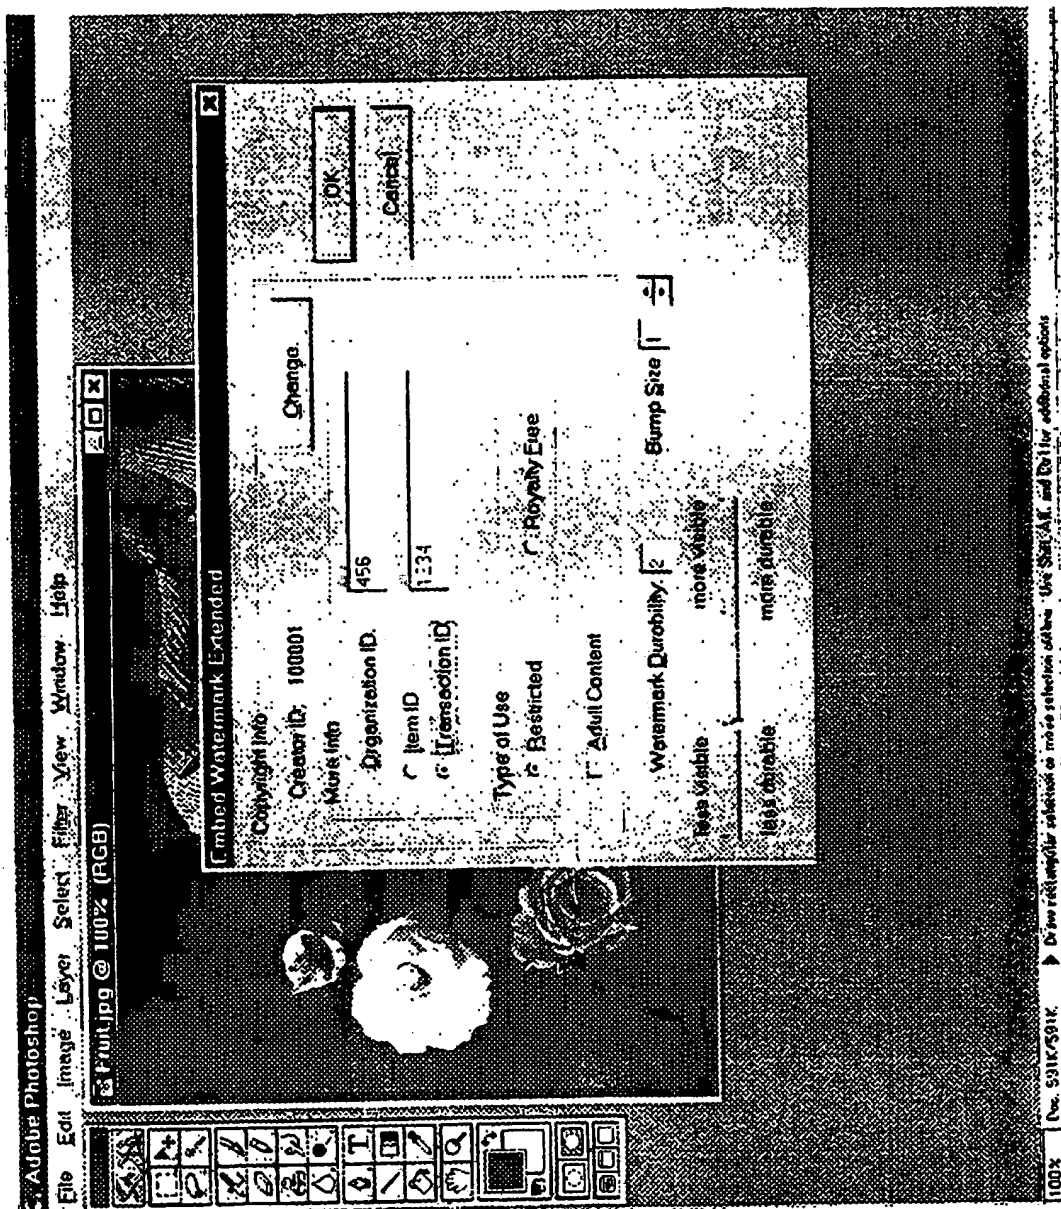 Adobe Photoshop
File Edit Image Layer Select Filter View Window Help
Fruit.jpg @ 100% (RGB)
Embed Watermark Extended
Copyright Info
Creator ID: 100001
Change.
OK
Cancel
More Info
Organization ID. 456
Item ID
Transaction ID 1234
Type of Use
Restricted
Royalty Free
Adult Content
Watermark Durability. 2
Bump Size 1
less visible more visible
less durable more durable
100% Doc. 591K/591K